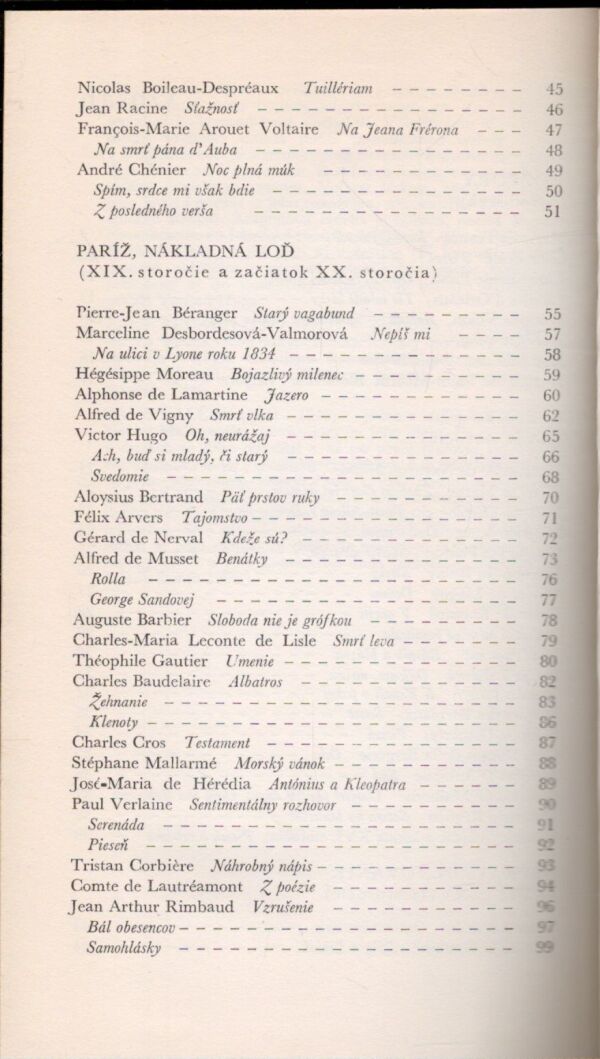 Nicolas Boileau-Despréaux Tuillériam – – – – – – – – 45
Jean Racine Sťažnosť – – – – – – – – – – – – – 46
François-Marie Arouet Voltaire Na Jeana Frérona – – – 47
Na smrť pána d'Auba – – – – – – – – – – – – – 48
André Chénier Noc plná múk – – – – – – – – – – 49
Spím, srdce mi však bdie – – – – – – – – – – – – 50
Z posledného verša – – – – – – – – – – – – – 51
PARÍŽ, NÁKLADNÁ LOĎ
(XIX. storočie a začiatok XX. storočia)
Pierre-Jean Béranger Starý vagabund – – – – – – – – 55
Marceline Desbordesová-Valmorová Nepíš mi – – – – 57
Na ulici v Lyone roku 1834 – – – – – – – – – – – 58
Hégésippe Moreau Bojazlivý milenec – – – – – – – – 59
Alphonse de Lamartine Jazero – – – – – – – – – – 60
Alfred de Vigny Smrť vlka – – – – – – – – – – – 62
Victor Hugo Oh, neurážaj – – – – – – – – – – – 65
Ach, buď si mladý, či starý – – – – – – – – – – – 66
Svedomie – – – – – – – – – – – – – – – – – 68
Aloysius Bertrand Päť prstov ruky – – – – – – – – – 70
Félix Arvers Tajomstvo – – – – – – – – – – – – – 71
Gérard de Nerval Kdeže sú? – – – – – – – – – – – 72
Alfred de Musset Benátky – – – – – – – – – – – – 73
Rolla – – – – – – – – – – – – – – – – – – 76
George Sandovej – – – – – – – – – – – – – – – 77
Auguste Barbier Sloboda nie je grófkou – – – – – – – 78
Charles-Maria Leconte de Lisle Smrť leva – – – – – – 79
Théophile Gautier Umenie – – – – – – – – – – – – 80
Charles Baudelaire Albatros – – – – – – – – – – – 82
Žehnanie – – – – – – – – – – – – – – – – – 83
Klenoty – – – – – – – – – – – – – – – – – – 86
Charles Cros Testament – – – – – – – – – – – – – 87
Stéphane Mallarmé Morský vánok – – – – – – – – – 88
José-Maria de Hérédia António a Kleopatra – – – – – 89
Paul Verlaine Sentimentálny rozhovor – – – – – – – – 90
Serenáda – – – – – – – – – – – – – – – – – 91
Pieseň – – – – – – – – – – – – – – – – – – 92
Tristan Corbière Náhrobný nápis – – – – – – – – – – 93
Comte de Lautréamont Z poézie – – – – – – – – – – 94
Jean Arthur Rimbaud Vzrušenie – – – – – – – – – – 96
Bál obesencov – – – – – – – – – – – – – – – – 97
Samohlásky – – – – – – – – – – – – – – – – – 99